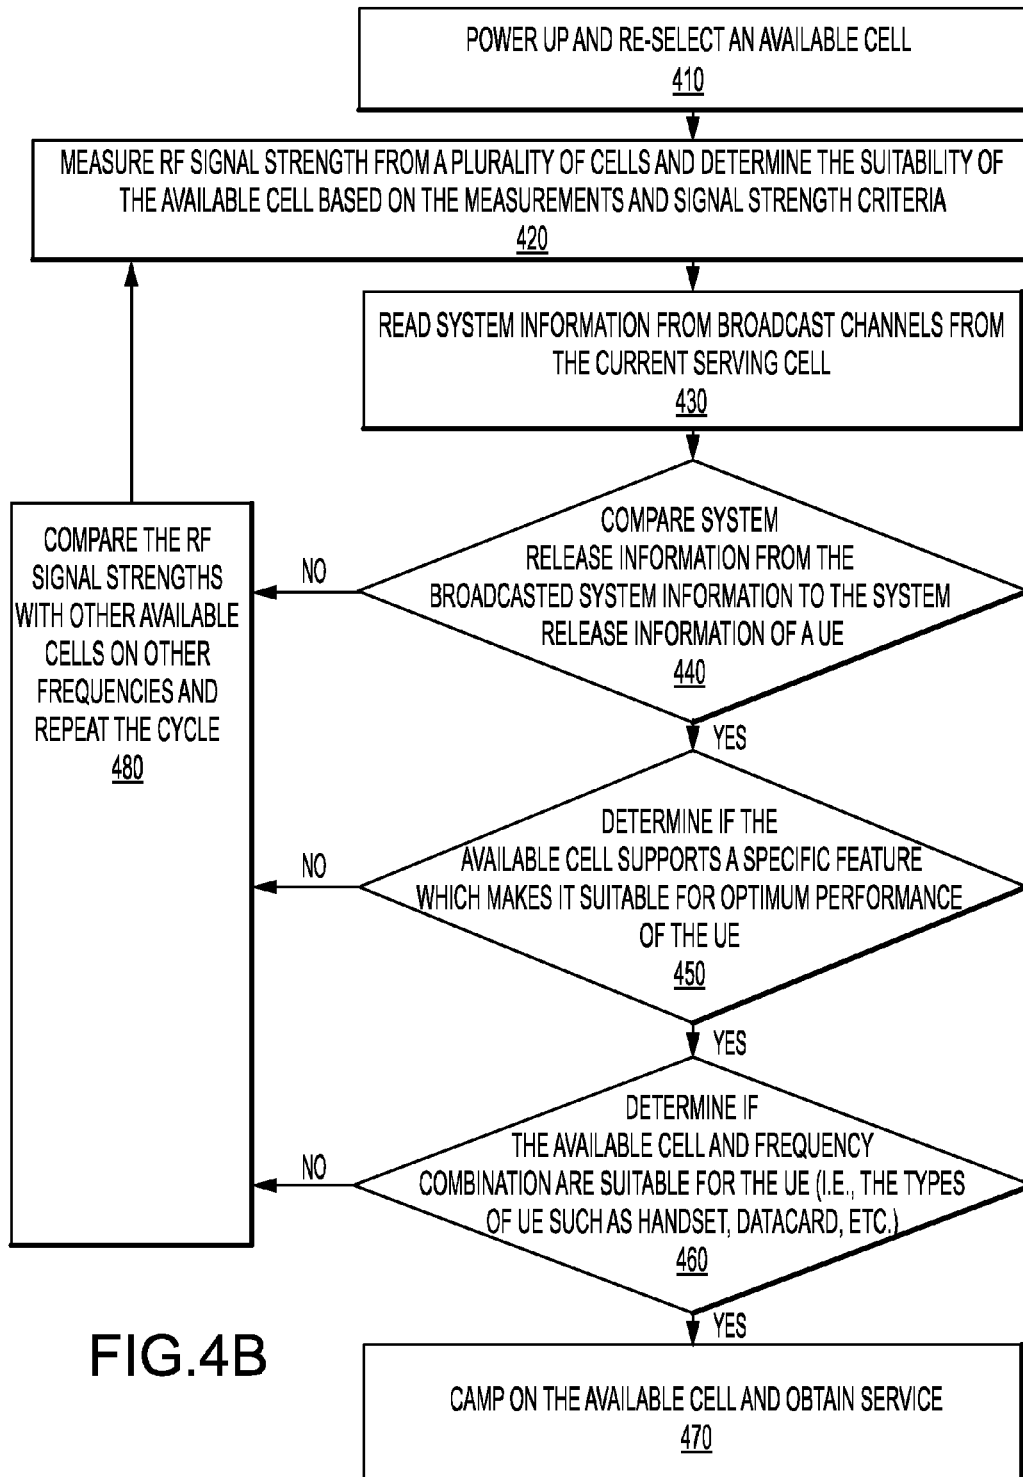 POWER UP AND RE-SELECT AN AVAILABLE CELL
410
MEASURE RF SIGNAL STRENGTH FROM A PLURALITY OF CELLS AND DETERMINE THE SUITABILITY OF
THE AVAILABLE CELL BASED ON THE MEASUREMENTS AND SIGNAL STRENGTH CRITERIA
420
READ SYSTEM INFORMATION FROM BROADCAST CHANNELS FROM
THE CURRENT SERVING CELL
430
COMPARE SYSTEM
RELEASE INFORMATION FROM THE
BROADCASTED SYSTEM INFORMATION TO THE SYSTEM
RELEASE INFORMATION OF A UE
440
NO
YES
COMPARE THE RF
SIGNAL STRENGTHS
WITH OTHER AVAILABLE
CELLS ON OTHER
FREQUENCIES AND
REPEAT THE CYCLE
480
DETERMINE IF THE
AVAILABLE CELL SUPPORTS A SPECIFIC FEATURE
WHICH MAKES IT SUITABLE FOR OPTIMUM PERFORMANCE
OF THE UE
450
NO
YES
DETERMINE IF
THE AVAILABLE CELL AND FREQUENCY
COMBINATION ARE SUITABLE FOR THE UE (I.E., THE TYPES
OF UE SUCH AS HANDSET, DATACARD, ETC.)
460
NO
YES
CAMP ON THE AVAILABLE CELL AND OBTAIN SERVICE
470
FIG.4B